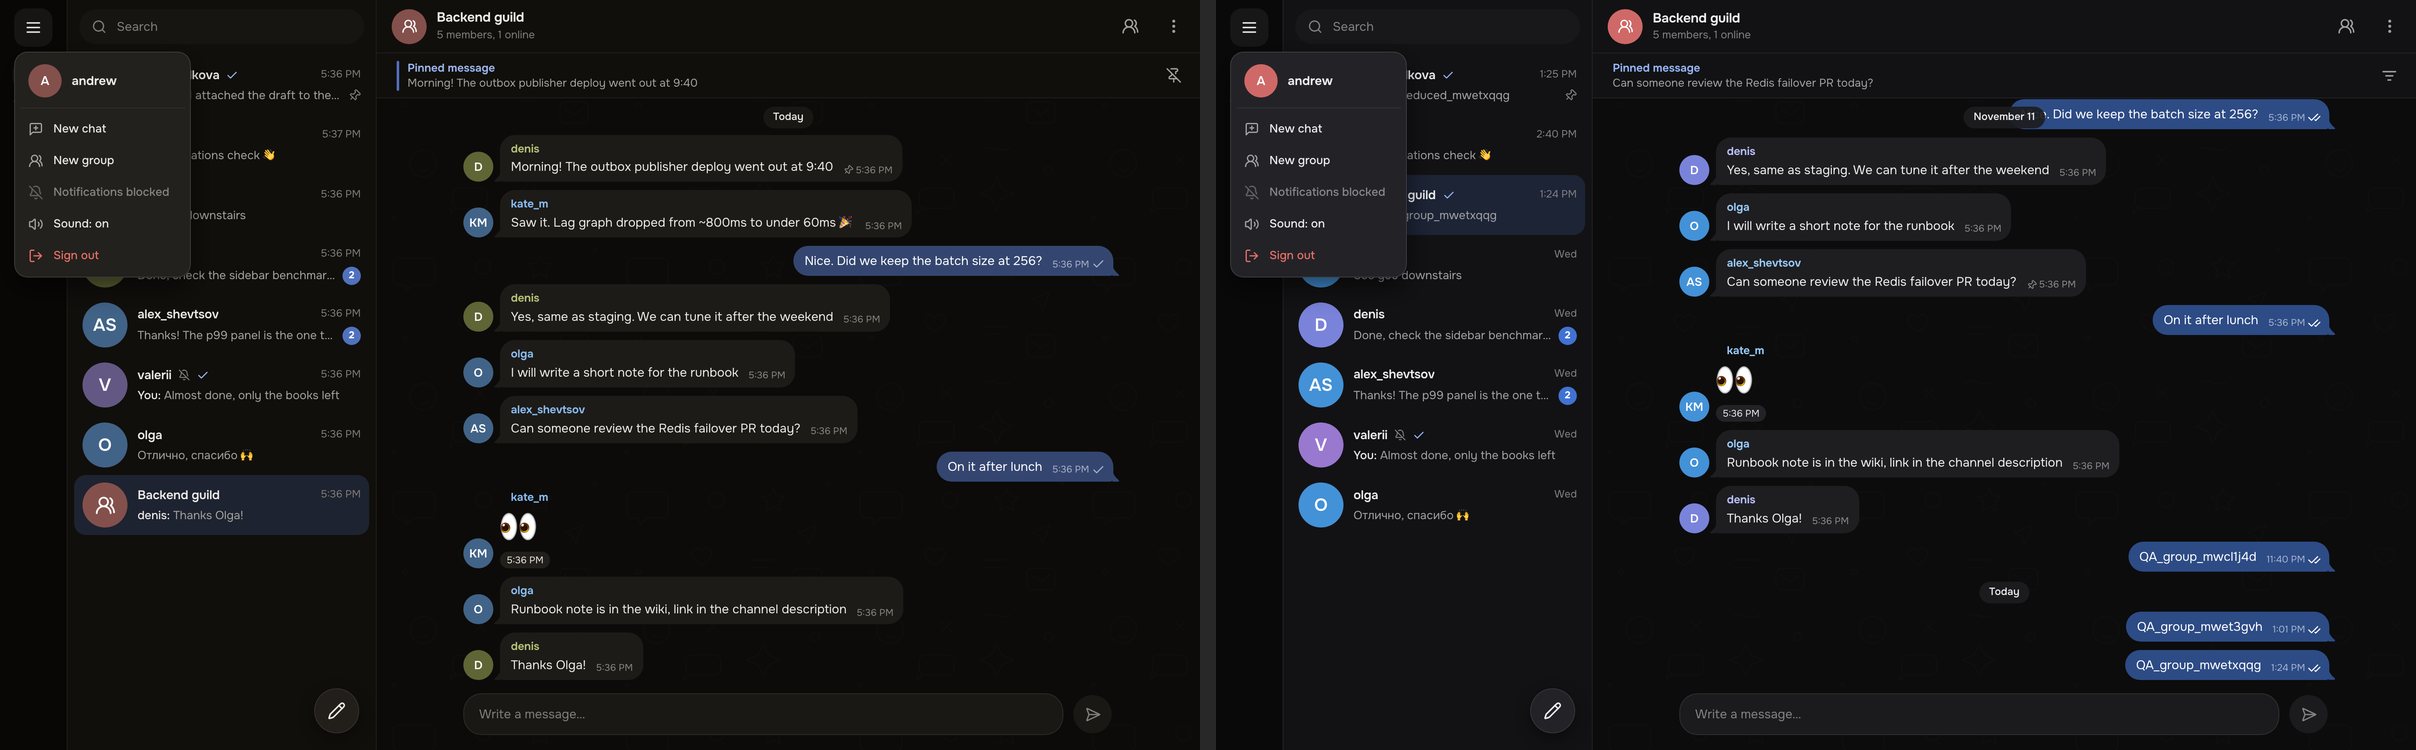 Search
A
andrew
New chat
New group
Notifications blocked
Sound: on
Sign out
kova
5:36 PM
attached the draft to the...
5:37 PM
ations check 👋
5:36 PM
downstairs
5:36 PM
Done, check the sidebar benchmar...
2
AS
alex_shevtsov
5:36 PM
Thanks! The p99 panel is the one t...
2
V
valerii
5:36 PM
You: Almost done, only the books left
O
olga
5:36 PM
Отлично, спасибо 🙌
Backend guild
5:36 PM
denis: Thanks Olga!
Backend guild
5 members, 1 online
Pinned message
Morning! The outbox publisher deploy went out at 9:40
Today
denis
D
Morning! The outbox publisher deploy went out at 9:40
5:36 PM
kate_m
KM
Saw it. Lag graph dropped from ~800ms to under 60ms 🎉
5:36 PM
Nice. Did we keep the batch size at 256?
5:36 PM
denis
D
Yes, same as staging. We can tune it after the weekend
5:36 PM
olga
O
I will write a short note for the runbook
5:36 PM
alex_shevtsov
AS
Can someone review the Redis failover PR today?
5:36 PM
On it after lunch
5:36 PM
kate_m
👀
KM
5:36 PM
olga
O
Runbook note is in the wiki, link in the channel description
5:36 PM
denis
D
Thanks Olga!
5:36 PM
Write a message...
Search
A
andrew
New chat
New group
Notifications blocked
Sound: on
Sign out
kova
1:25 PM
educed_mwetxqqg
2:40 PM
ations check 👋
guild
1:24 PM
group_mwetxqqg
Wed
See you downstairs
D
denis
Wed
Done, check the sidebar benchmar...
2
AS
alex_shevtsov
Wed
Thanks! The p99 panel is the one t...
2
V
valerii
Wed
You: Almost done, only the books left
O
olga
Wed
Отлично, спасибо 🙌
Backend guild
5 members, 1 online
Pinned message
Can someone review the Redis failover PR today?
November 11
. Did we keep the batch size at 256?
5:36 PM
denis
D
Yes, same as staging. We can tune it after the weekend
5:36 PM
olga
O
I will write a short note for the runbook
5:36 PM
alex_shevtsov
AS
Can someone review the Redis failover PR today?
5:36 PM
On it after lunch
5:36 PM
kate_m
👀
KM
5:36 PM
olga
O
Runbook note is in the wiki, link in the channel description
5:36 PM
denis
D
Thanks Olga!
5:36 PM
QA_group_mwcl1j4d
11:40 PM
Today
QA_group_mwet3gvh
1:01 PM
QA_group_mwetxqqg
1:24 PM
Write a message...